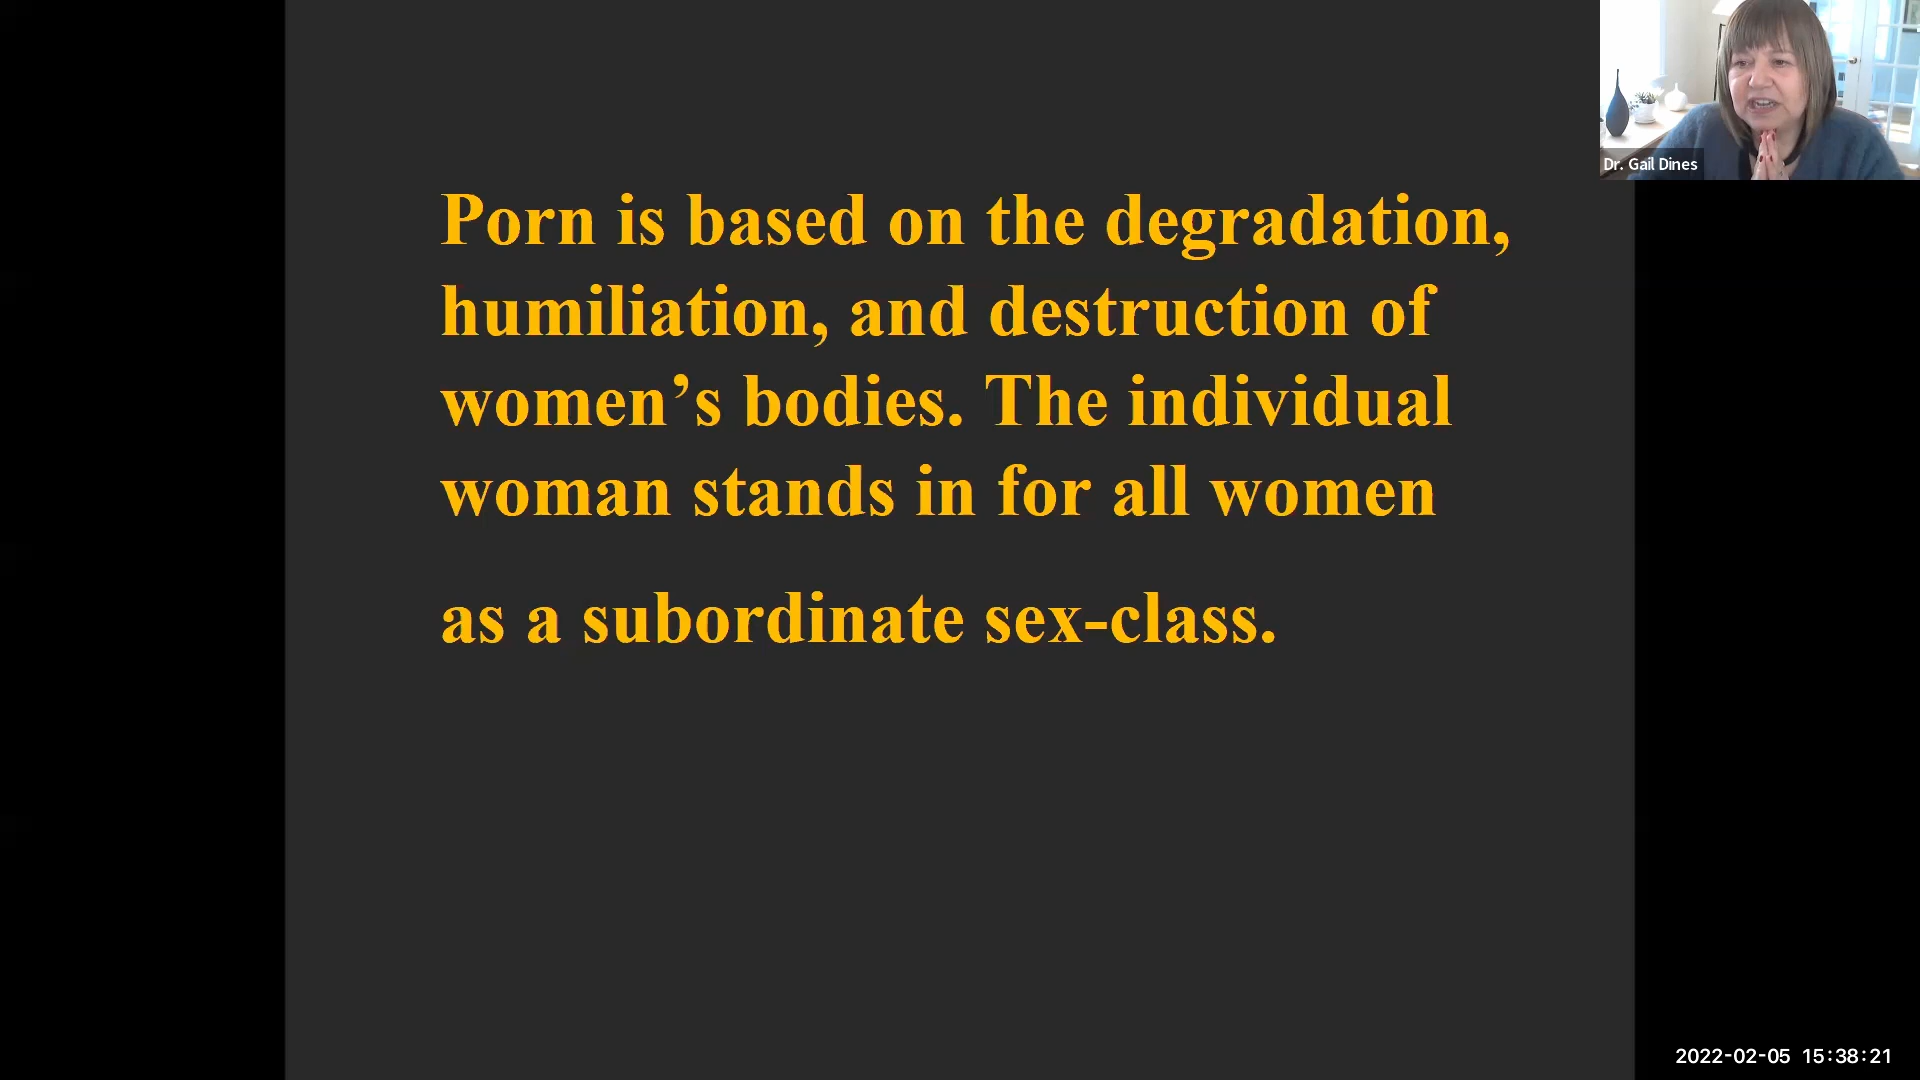 Porn is based on the degradation,
humiliation, and destruction of
women’s bodies. The individual
woman stands in for all women
as a subordinate sex-class.
Dr. Gail Dines
2022-02-05 15:38:21